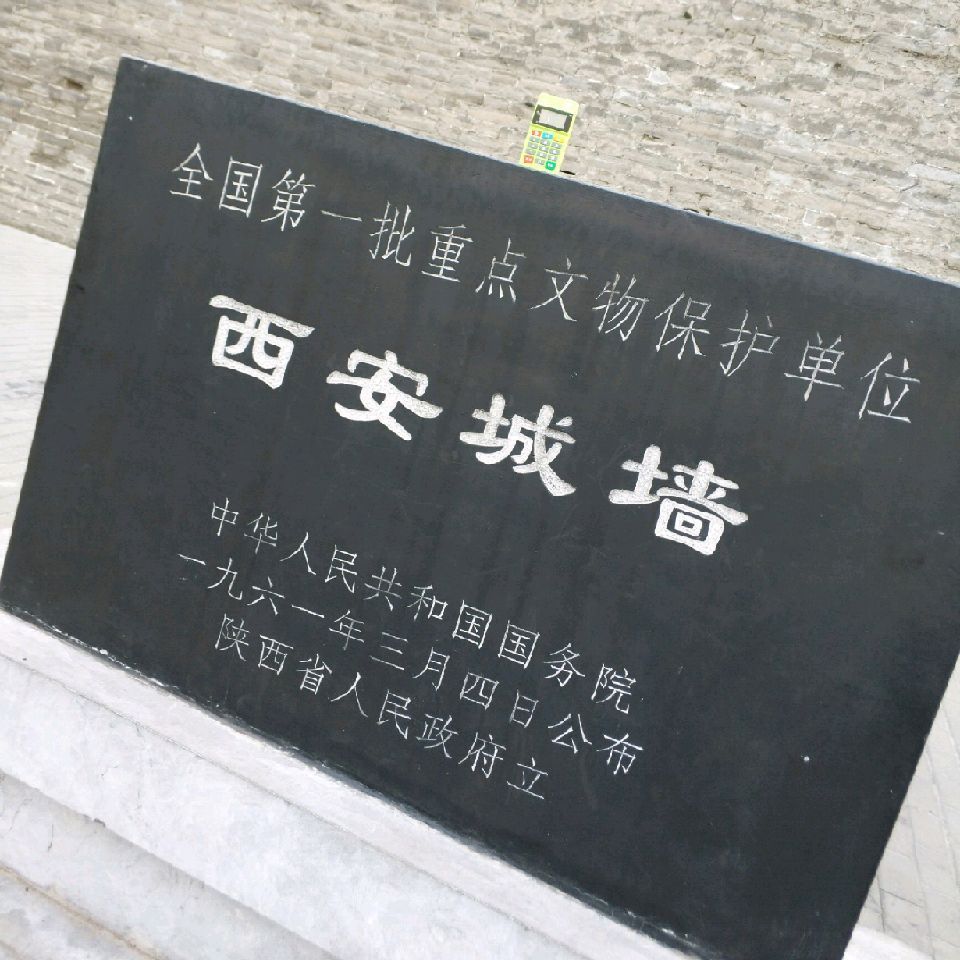 全国第一批重点文物保护单位
西安城墙
中华人民共和国国务院
一九六一年三月四日公布
陕西省人民政府立